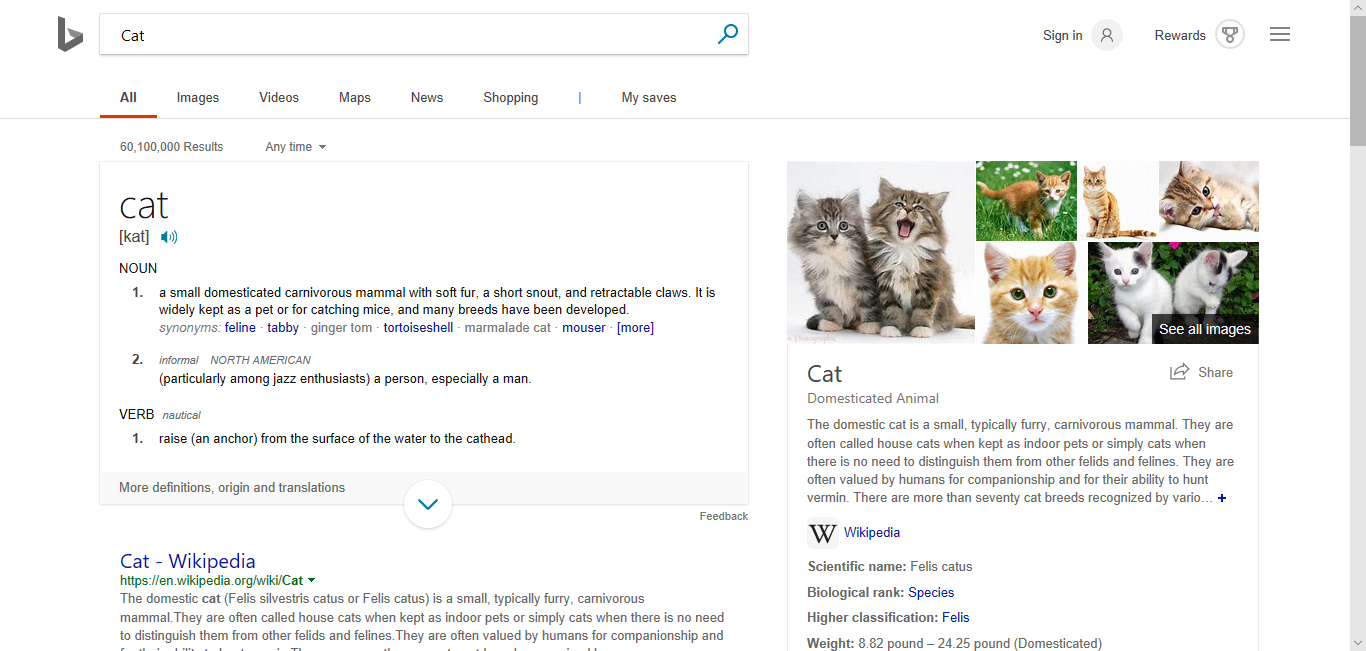 Cat
Sign in
Rewards
All
Images
Videos
Maps
News
Shopping
|
My saves
60,100,000 Results
Any time
cat
[kat]
NOUN
1. a small domesticated carnivorous mammal with soft fur, a short snout, and retractable claws. It is
widely kept as a pet or for catching mice, and many breeds have been developed.
synonyms: feline · tabby · ginger tom · tortoiseshell · marmalade cat · mouser · [more]
2. informal NORTH AMERICAN
(particularly among jazz enthusiasts) a person, especially a man.
VERB nautical
1. raise (an anchor) from the surface of the water to the cathead.
More definitions, origin and translations
Feedback
Cat - Wikipedia
https://en.wikipedia.org/wiki/Cat
The domestic cat (Felis silvestris catus or Felis catus) is a small, typically furry, carnivorous
mammal.They are often called house cats when kept as indoor pets or simply cats when there is no need
to distinguish them from other felids and felines.They are often valued by humans for companionship and
See all images
Cat
Share
Domesticated Animal
The domestic cat is a small, typically furry, carnivorous mammal. They are
often called house cats when kept as indoor pets or simply cats when
there is no need to distinguish them from other felids and felines. They are
often valued by humans for companionship and for their ability to hunt
vermin. There are more than seventy cat breeds recognized by vario… +
W Wikipedia
Scientific name: Felis catus
Biological rank: Species
Higher classification: Felis
Weight: 8.82 pound – 24.25 pound (Domesticated)